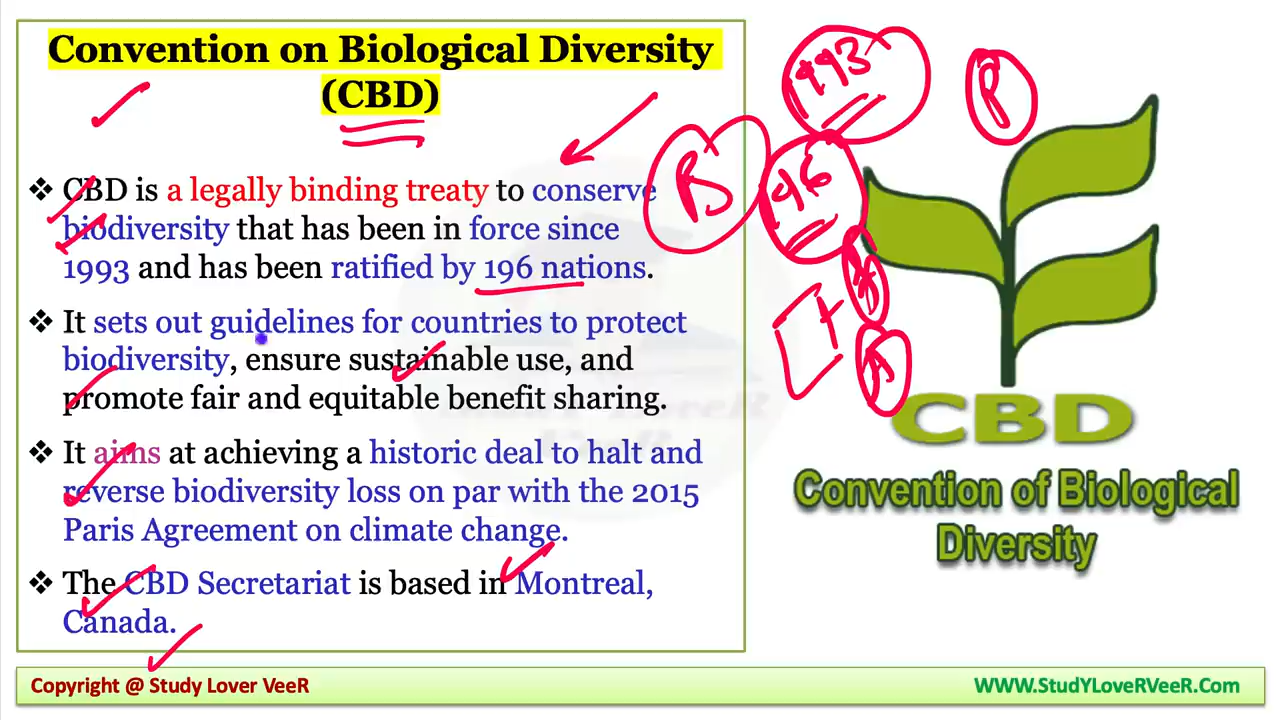 Convention on Biological Diversity
(CBD)
❖ CBD is a legally binding treaty to conserve
biodiversity that has been in force since
1993 and has been ratified by 196 nations.
❖ It sets out guidelines for countries to protect
biodiversity, ensure sustainable use, and
promote fair and equitable benefit sharing.
❖ It aims at achieving a historic deal to halt and
reverse biodiversity loss on par with the 2015
Paris Agreement on climate change.
❖ The CBD Secretariat is based in Montreal,
Canada.
1993
196
B
CBD
Convention of Biological
Diversity
Copyright @ Study Lover VeeR
WWW.StudYLoveRVeeR.Com